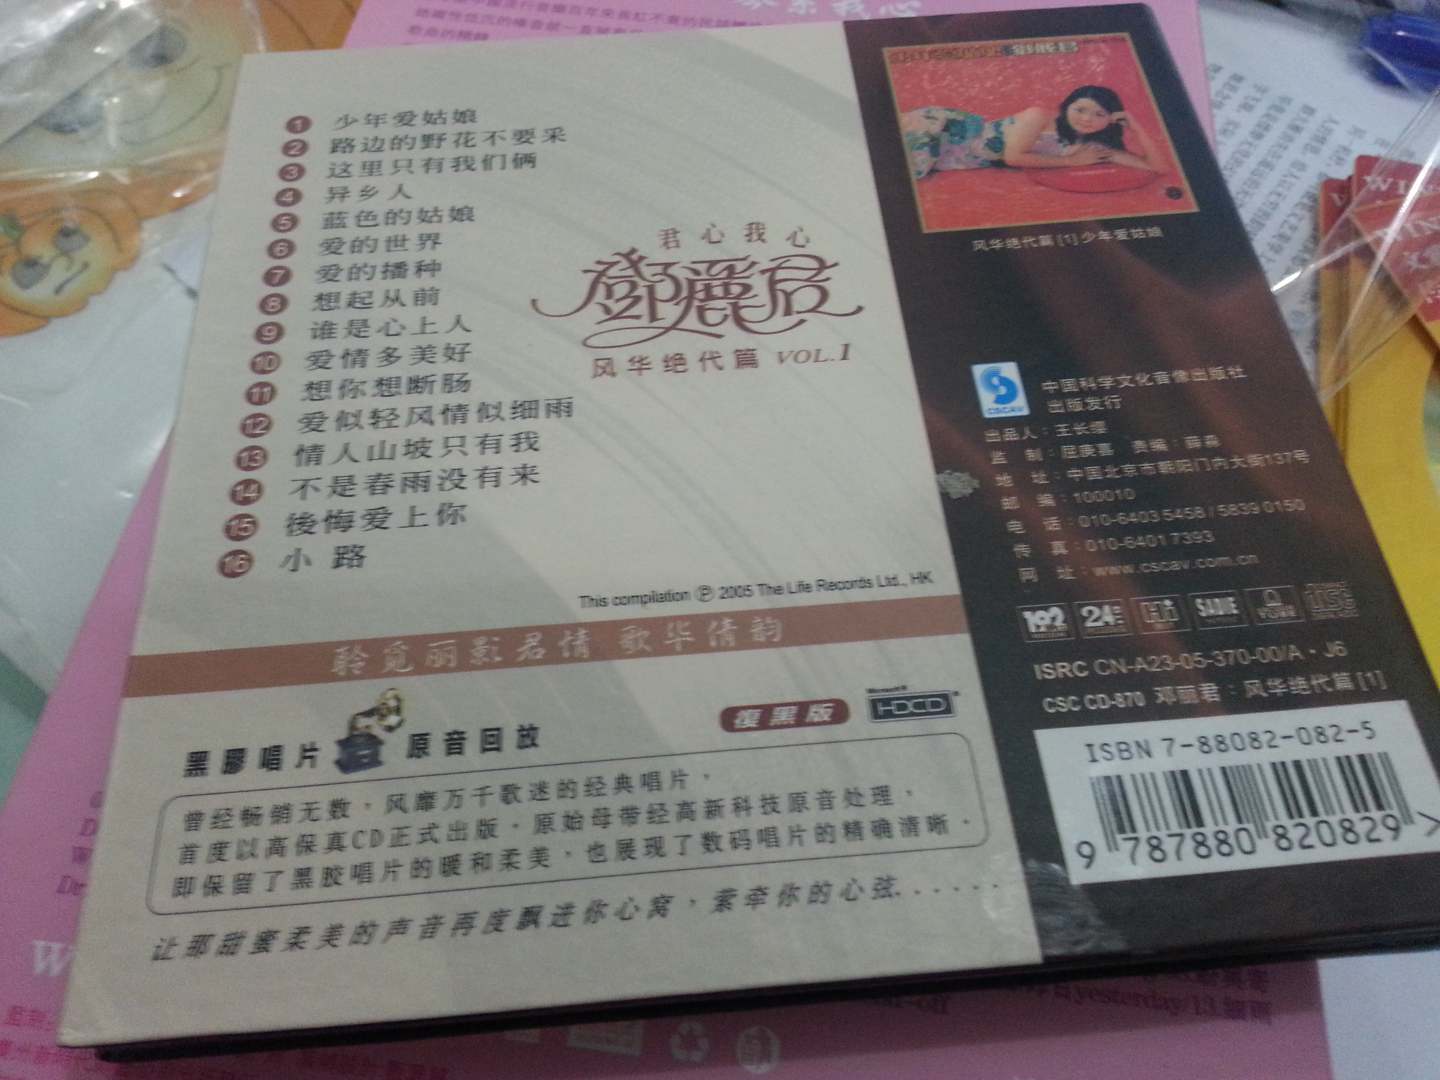 1 少年爱姑娘
2 路边的野花不要采
3 这里只有我们俩
4 异乡人
5 蓝色的姑娘
6 爱的世界
7 爱的播种
8 想起从前
9 谁是心上人
10 爱情多美好
11 想你想断肠
12 爱似轻风情似细雨
13 情人山坡只有我
14 不是春雨没有来
15 後悔爱上你
16 小路
君心我心
鄧麗君
风华绝代篇 VOL.1
This compilation Ⓟ 2005 The Life Records Ltd., HK
聆觅丽影君情 歌华倩韵
黑膠唱片 原音回放
復黑版
HDCD
曾经畅销无数，风靡万千歌迷的经典唱片，
首度以高保真CD正式出版。原始母带经高新科技原音处理，
即保留了黑胶唱片的暖和柔美，也展现了数码唱片的精确清晰。
让那甜蜜柔美的声音再度飘进你心窝，萦牵你的心弦......
风华绝代篇[1]少年爱姑娘
CSCAV
中国科学文化音像出版社
出版发行
出品人：王长缨
监 制：屈庚喜 责编：薛淼
地 址：中国北京市朝阳门内大街137号
邮 编：100010
电 话：010-6403 5458 / 5839 0150
传 真：010-6401 7393
网 址：www.cscav.com.cn
192 24 Hi SADIE
ISRC CN-A23-05-370-00/A·J6
CSC CD-870 邓丽君：风华绝代篇[1]
ISBN 7-88082-082-5
9 787880 820829 >